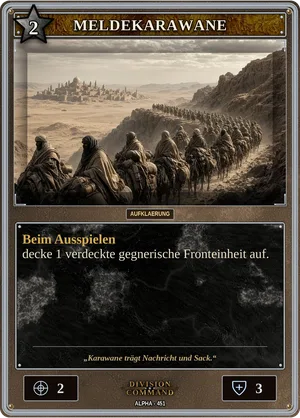 2
MELDEKARAWANE
AUFKLAERUNG
Beim Ausspielen
decke 1 verdeckte gegnerische Fronteinheit auf.
„Karawane trägt Nachricht und Sack.“
2
DIVISION
COMMAND
ALPHA - 451
3